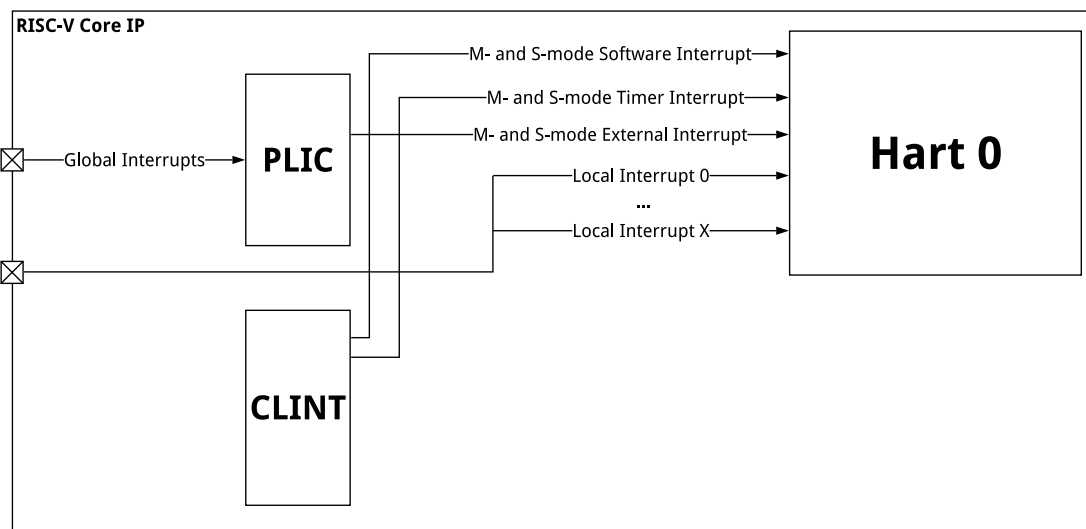 RISC-V Core IP
M- and S-mode Software Interrupt
M- and S-mode Timer Interrupt
M- and S-mode External Interrupt
Global Interrupts
PLIC
Hart 0
Local Interrupt 0
...
Local Interrupt X
CLINT